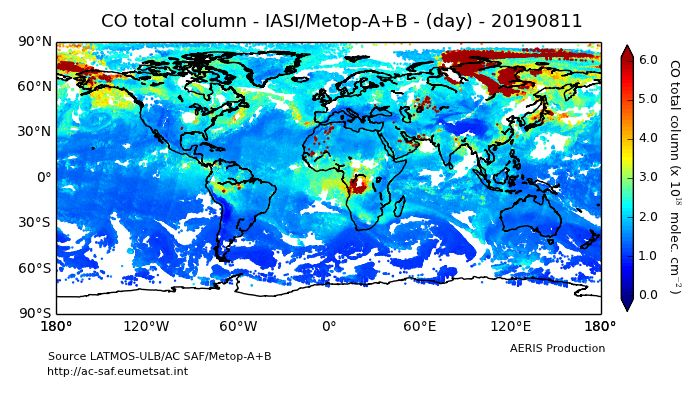 CO total column - IASI/Metop-A+B - (day) - 20190811
90°N
60°N
30°N
0°
30°S
60°S
90°S
180°
120°W
60°W
0°
60°E
120°E
180°
6.0
5.0
4.0
3.0
2.0
1.0
0.0
CO total column (x 10¹⁸ molec. cm⁻²)
Source LATMOS-ULB/AC SAF/Metop-A+B
http://ac-saf.eumetsat.int
AERIS Production